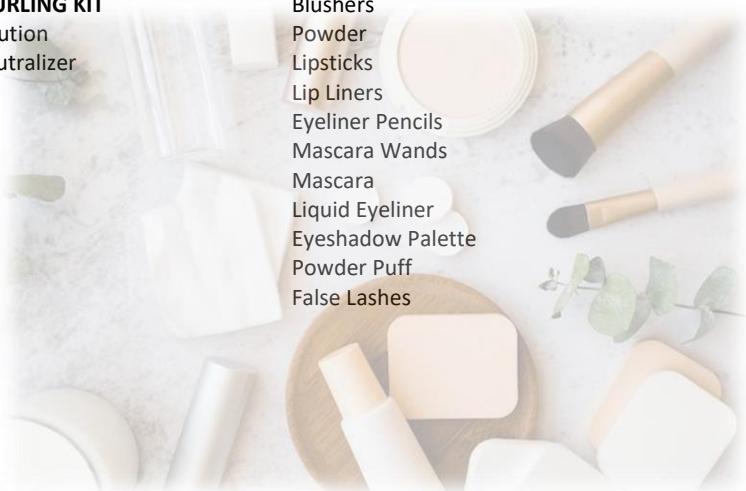 URLING KIT
ution
utralizer
Blushers
Powder
Lipsticks
Lip Liners
Eyeliner Pencils
Mascara Wands
Mascara
Liquid Eyeliner
Eyeshadow Palette
Powder Puff
False Lashes